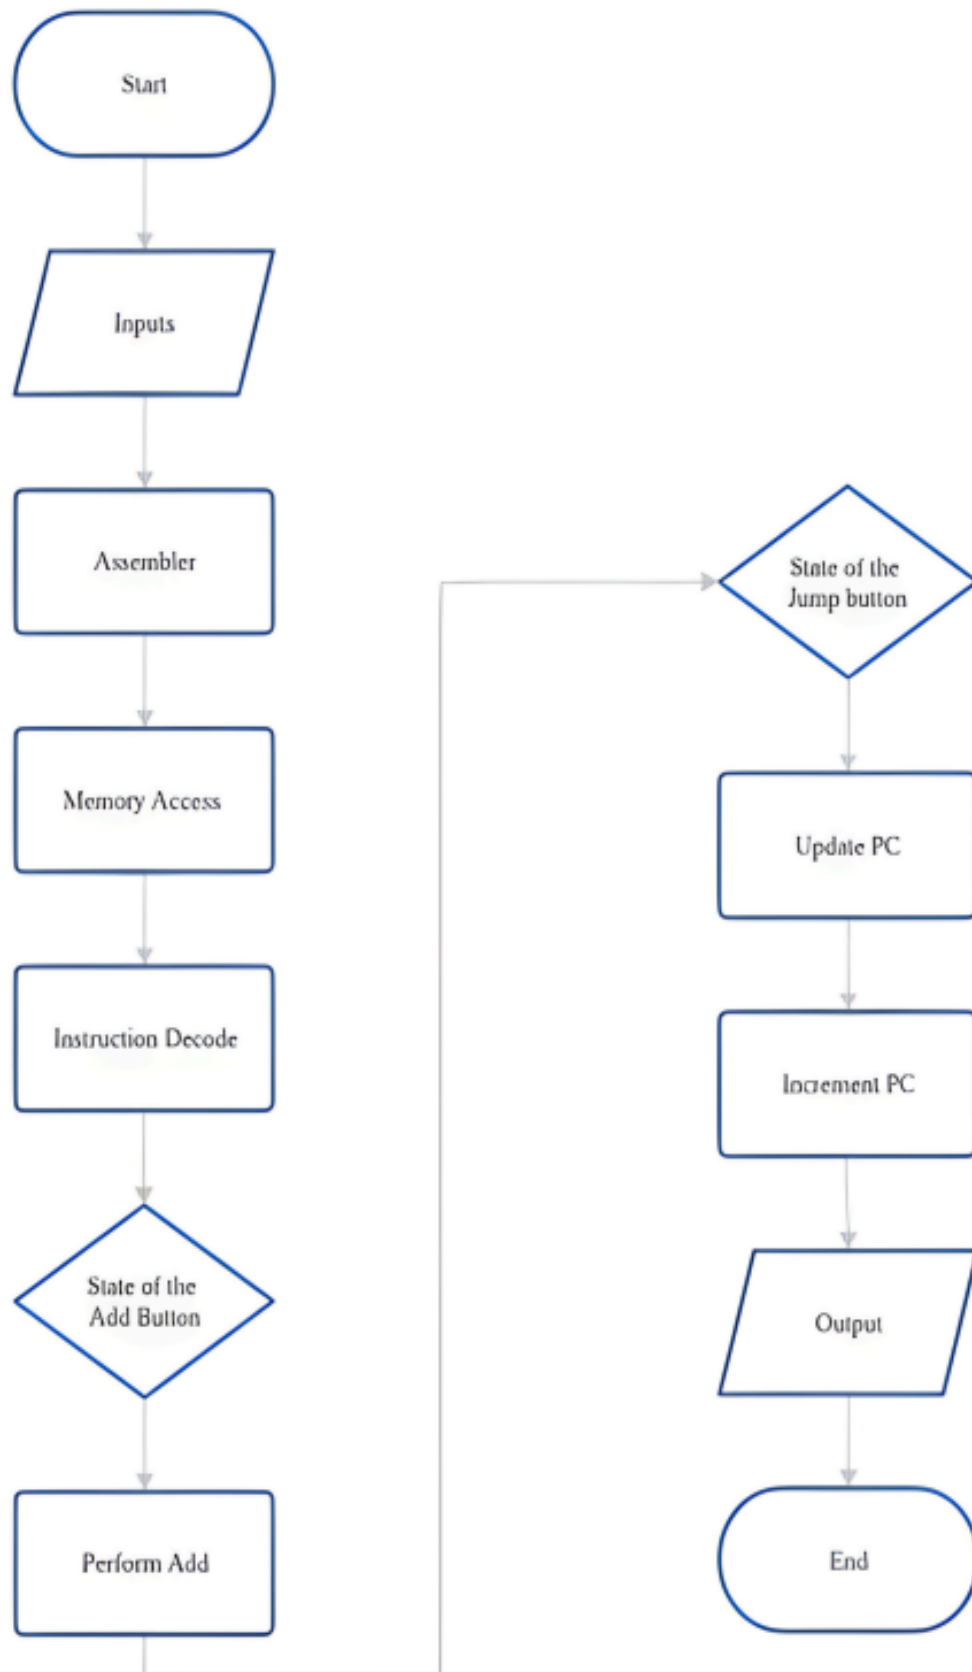 Start
Inputs
Assembler
Memory Access
Instruction Decode
State of the
Add Button
Perform Add
State of the
Jump button
Update PC
Increment PC
Output
End